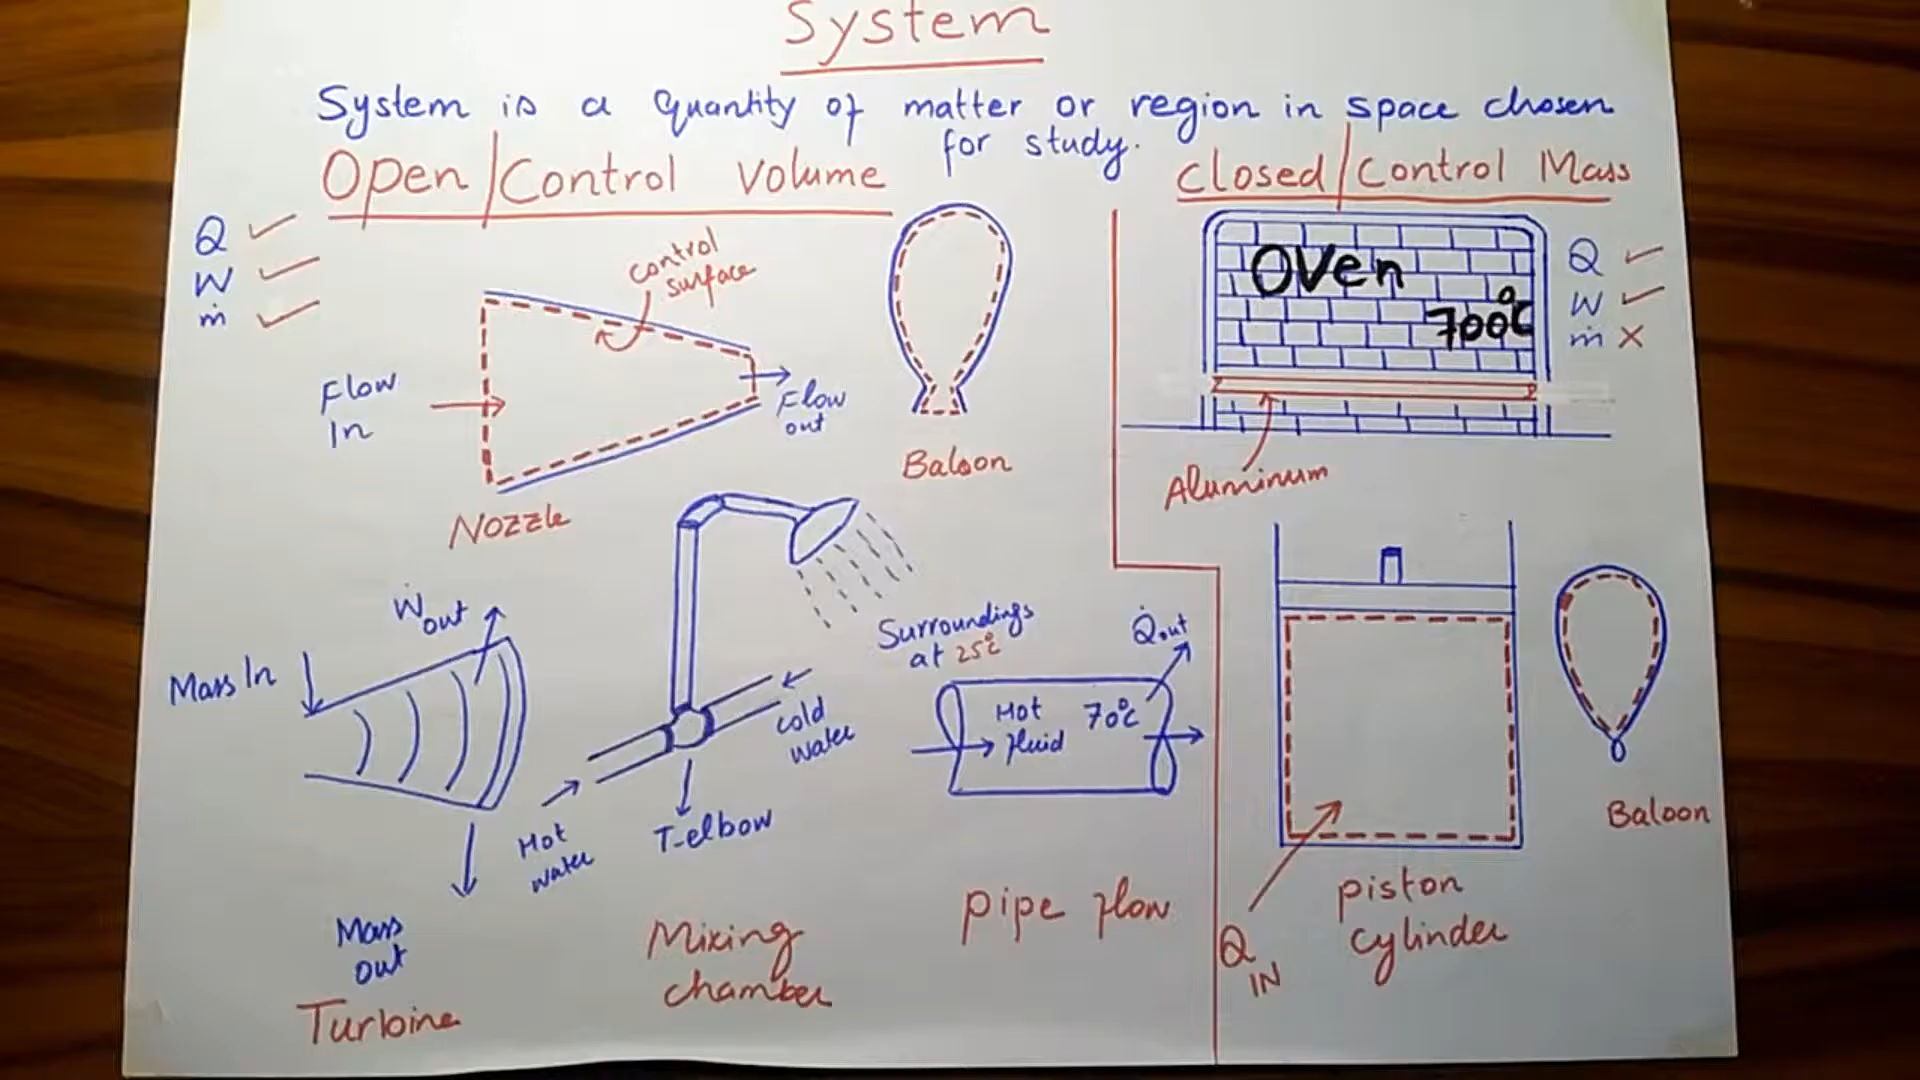 System
System is a quantity of matter or region in space chosen
for study.
Open/Control Volume
Q
W
ṁ
control
surface
Flow
In
Flow
out
Nozzle
Baloon
Ẇout
Mass In
Mass
out
Turbine
Hot
water
T-elbow
cold
water
Mixing
chamber
Surroundings
at 25°C
Q̇out
Hot
fluid
70°C
pipe flow
Closed/Control Mass
Oven
700°C
Q
W
ṁ X
Aluminum
Q
IN
piston
cylinder
Baloon